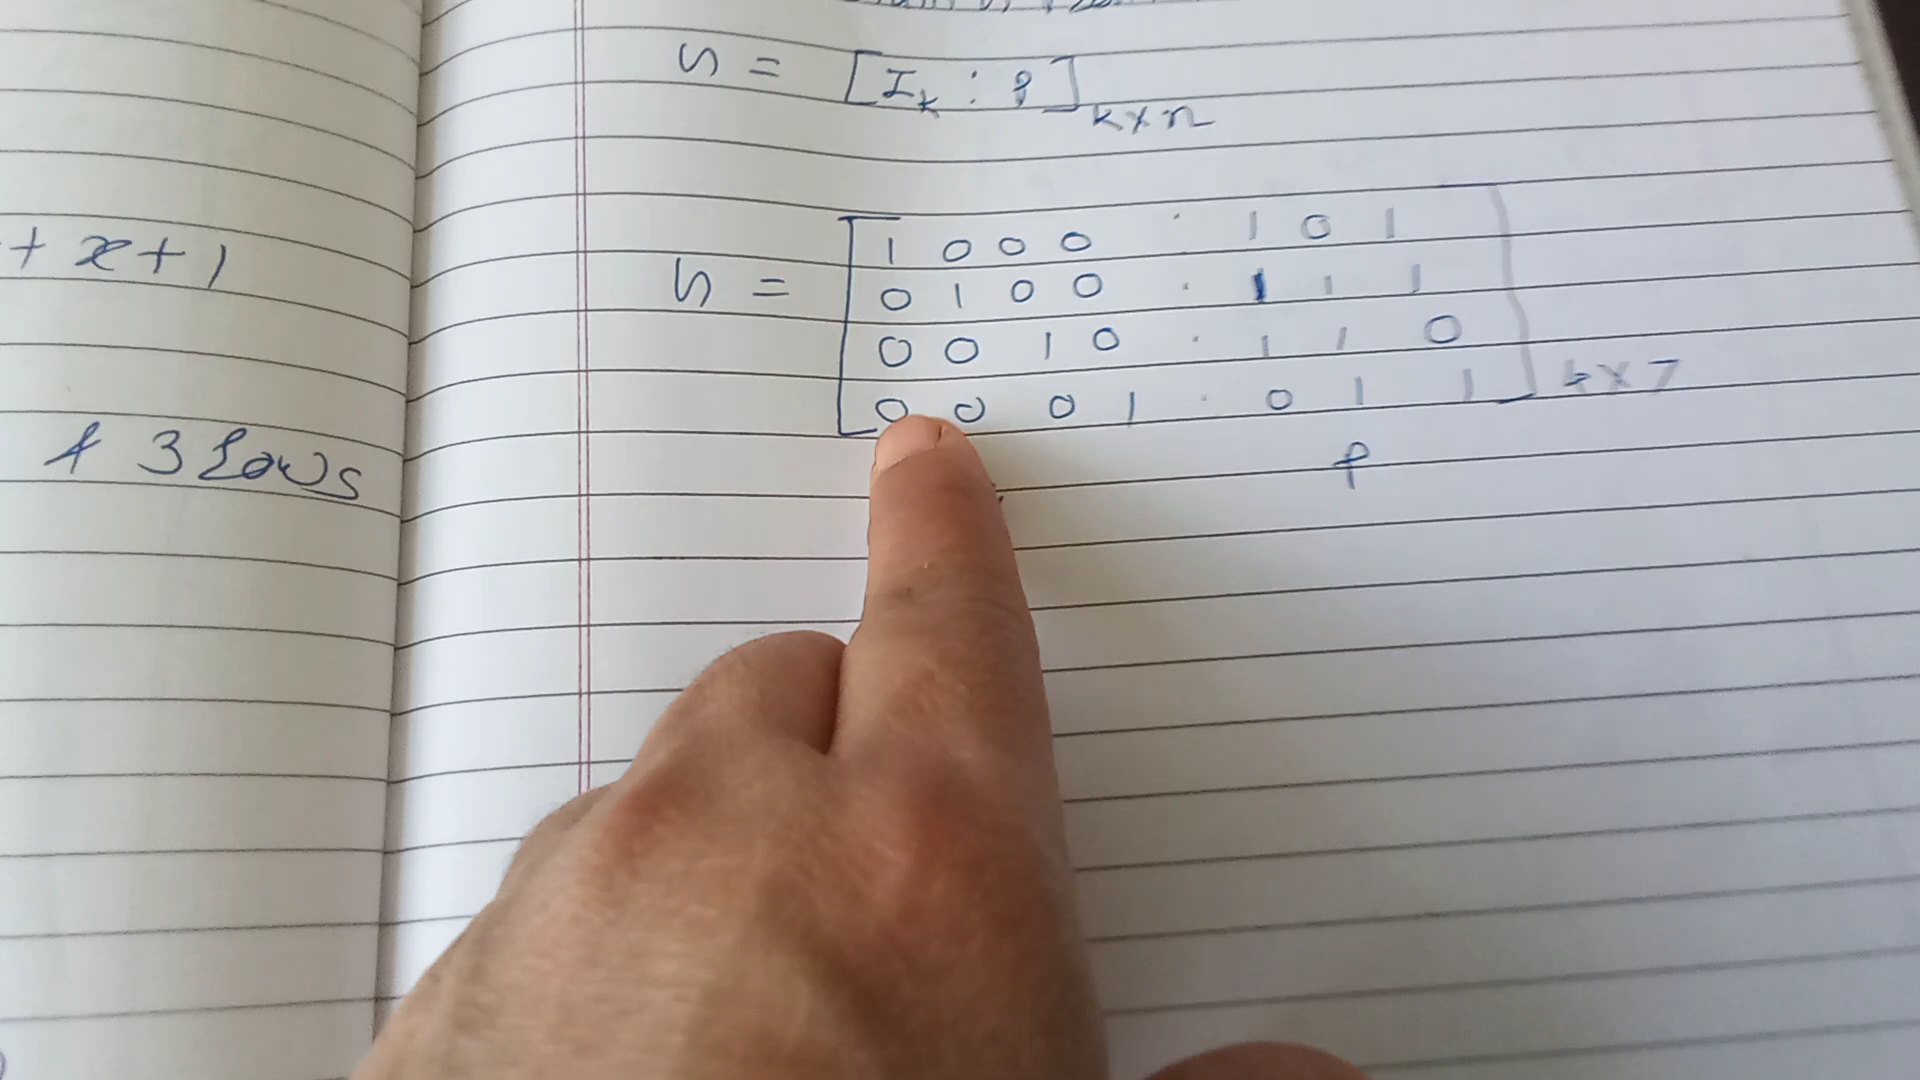 + x + 1
& 3 rows
S = [I_k : P]_{k×n}
S = [1 0 0 0 . 1 0 1
0 1 0 0 . 1 1 1
0 0 1 0 . 1 1 0
0 0 0 1 . 0 1 1]_{4×7}
P